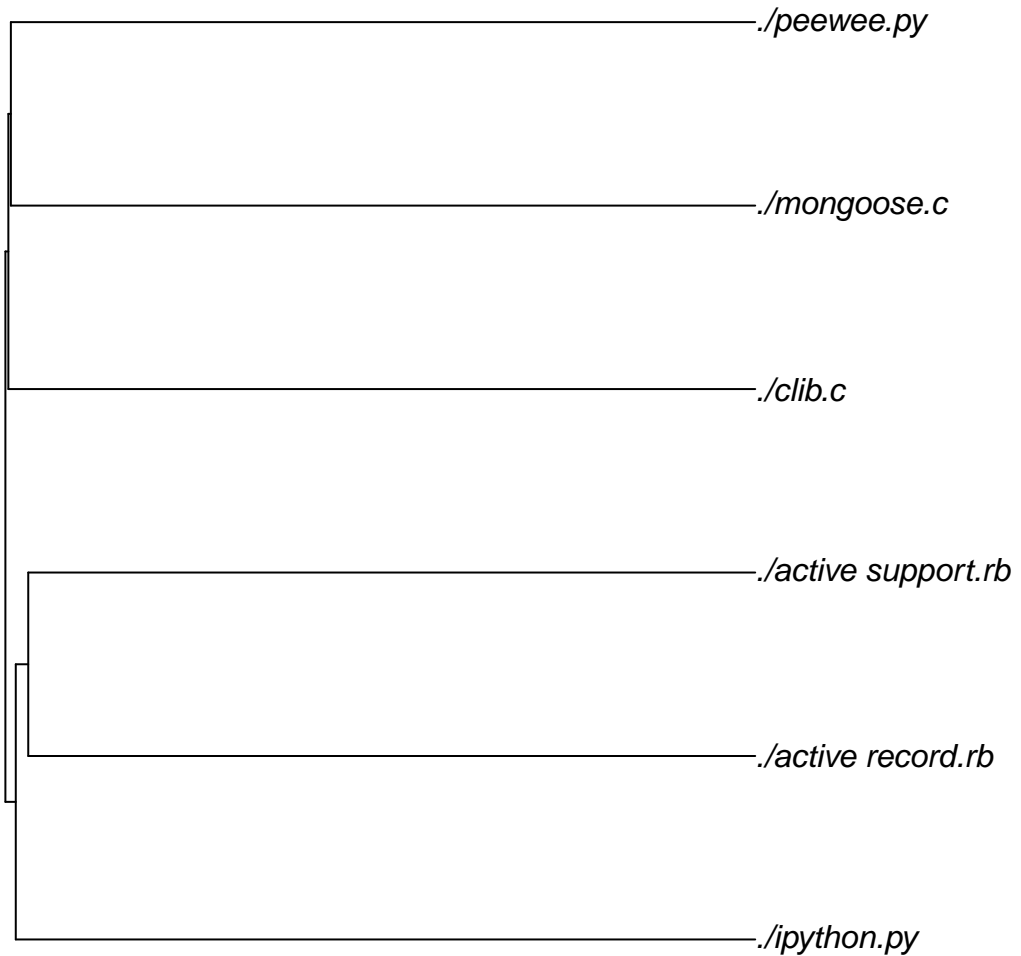 ./peewee.py
./mongoose.c
./clib.c
./active support.rb
./active record.rb
./ipython.py